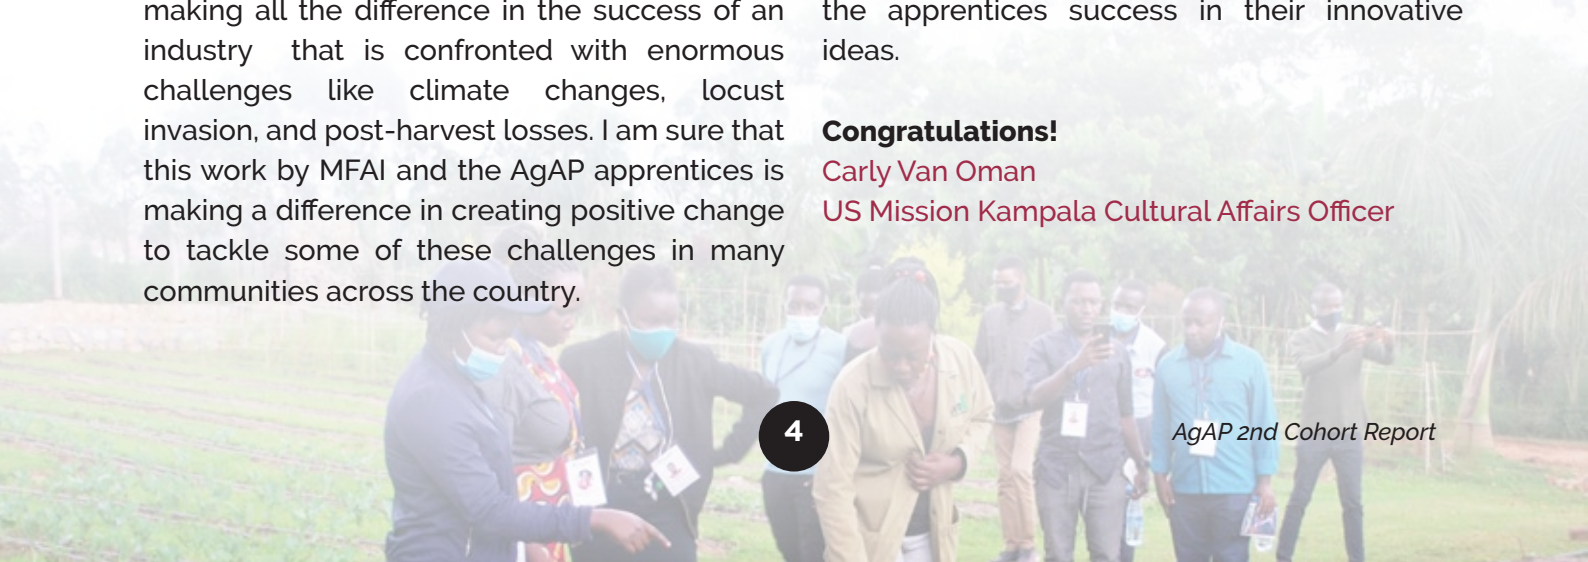 making all the difference in the success of an
industry that is confronted with enormous
challenges like climate changes, locust
invasion, and post-harvest losses. I am sure that
this work by MFAI and the AgAP apprentices is
making a difference in creating positive change
to tackle some of these challenges in many
communities across the country.
the apprentices success in their innovative
ideas.
Congratulations!
Carly Van Oman
US Mission Kampala Cultural Affairs Officer
4
AgAP 2nd Cohort Report